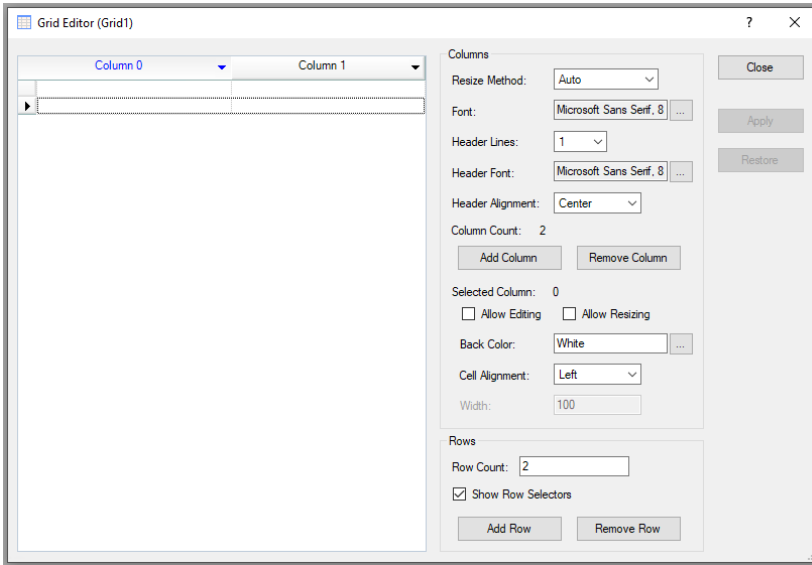 Grid Editor (Grid1)
?
Column 0
Column 1
Columns
Resize Method: Auto
Font: Microsoft Sans Serif, 8 ...
Header Lines: 1
Header Font: Microsoft Sans Serif, 8 ...
Header Alignment: Center
Column Count: 2
Add Column Remove Column
Selected Column: 0
Allow Editing Allow Resizing
Back Color: White ...
Cell Alignment: Left
Width: 100
Rows
Row Count: 2
Show Row Selectors
Add Row Remove Row
Close
Apply
Restore